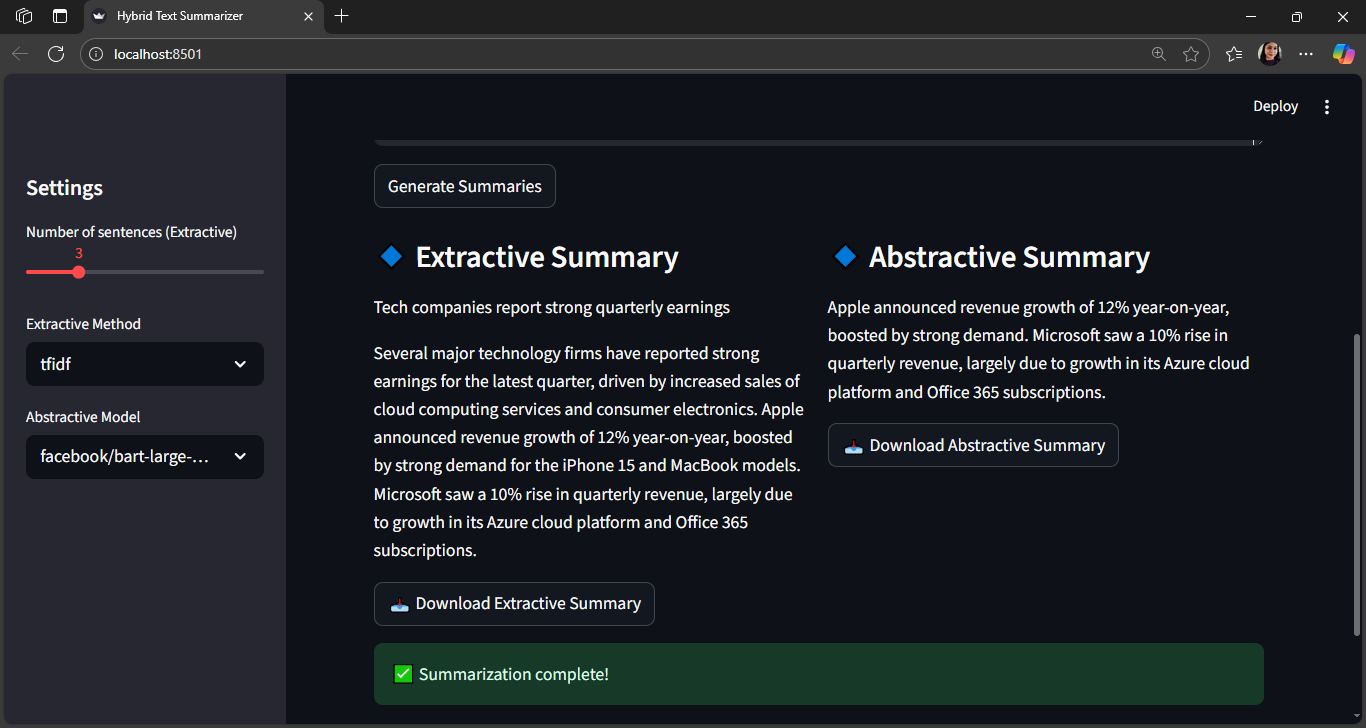 Hybrid Text Summarizer
localhost:8501
Deploy
Settings
Number of sentences (Extractive)
3
Extractive Method
tfidf
Abstractive Model
facebook/bart-large-...
Generate Summaries
Extractive Summary
Tech companies report strong quarterly earnings
Several major technology firms have reported strong
earnings for the latest quarter, driven by increased sales of
cloud computing services and consumer electronics. Apple
announced revenue growth of 12% year-on-year, boosted
by strong demand for the iPhone 15 and MacBook models.
Microsoft saw a 10% rise in quarterly revenue, largely due
to growth in its Azure cloud platform and Office 365
subscriptions.
Download Extractive Summary
Abstractive Summary
Apple announced revenue growth of 12% year-on-year,
boosted by strong demand. Microsoft saw a 10% rise in
quarterly revenue, largely due to growth in its Azure cloud
platform and Office 365 subscriptions.
Download Abstractive Summary
✅ Summarization complete!